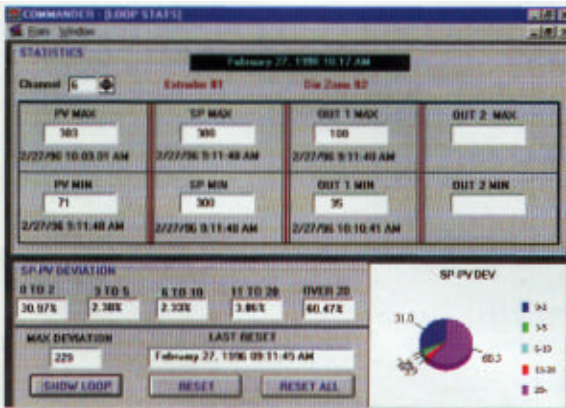 COMMANDER - [LOOP STATS]
Window
STATISTICS
February 27, 1996 10:17 AM
Channel 6 Extruder #1 Die Zone #2
PV MAX SP MAX OUT 1 MAX OUT 2 MAX
303 300 100
2/27/96 10:03:01 AM 2/27/96 9:11:48 AM 2/27/96 9:11:48 AM
PV MIN SP MIN OUT 1 MIN OUT 2 MIN
71 300 35
2/27/96 9:11:48 AM 2/27/96 9:11:48 AM 2/27/96 10:10:41 AM
SP-PV DEVIATION
0 TO 2 3 TO 5 6 TO 10 11 TO 20 OVER 20
30.97% 2.38% 2.33% 3.86% 60.47%
MAX DEVIATION LAST RESET
229 February 27, 1996 09:11:45 AM
SHOW LOOP RESET RESET ALL
SP-PV DEV
31.0
0-2
3-5
6-10
11-20
20+